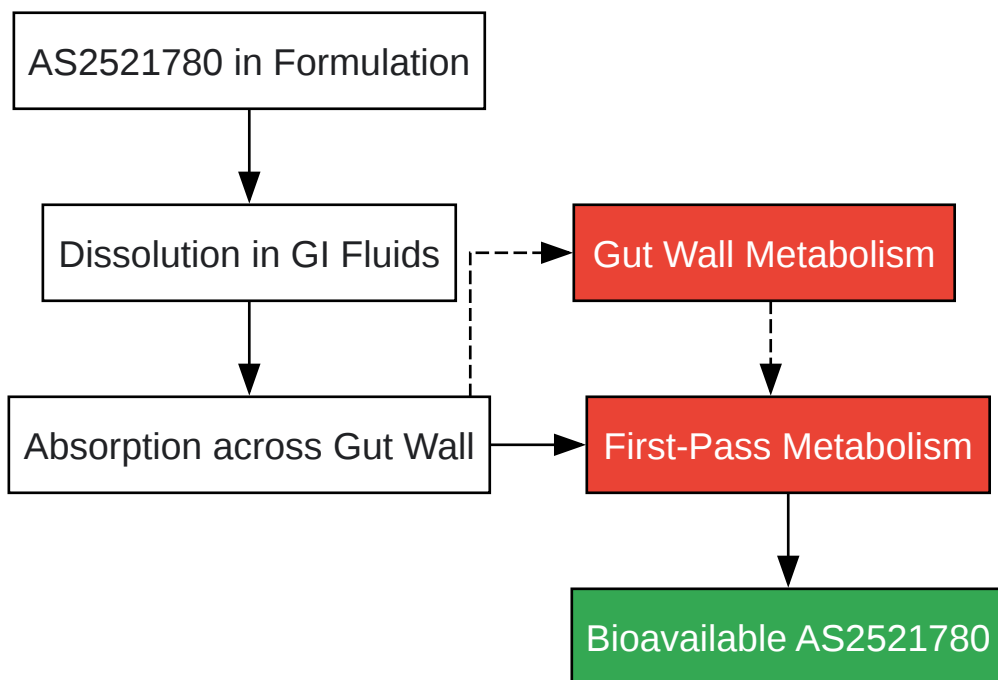 AS2521780 in Formulation
Dissolution in GI Fluids
Gut Wall Metabolism
Absorption across Gut Wall
First-Pass Metabolism
Bioavailable AS2521780